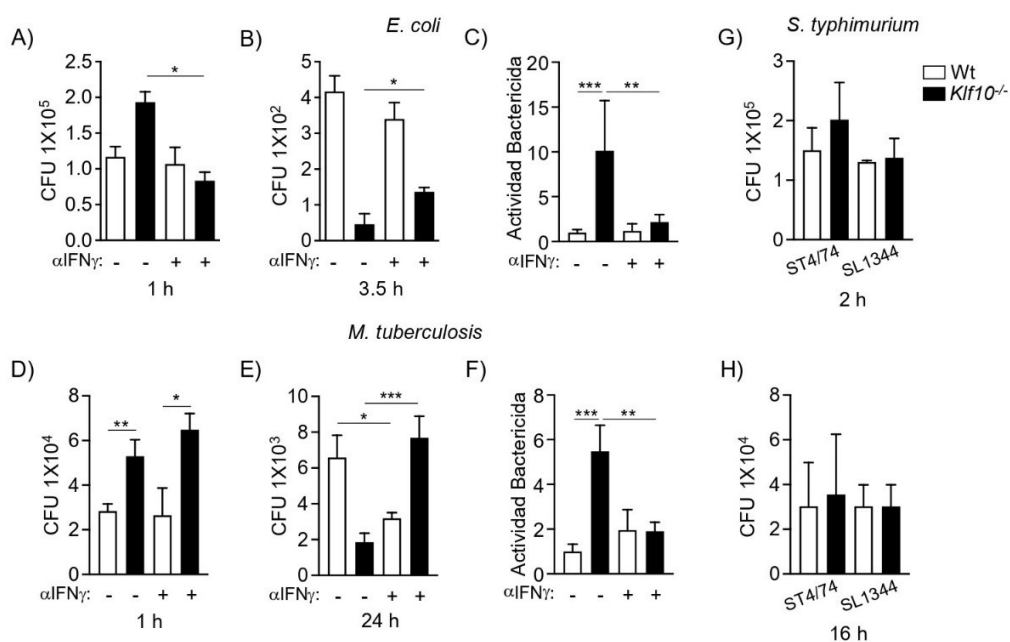 E. coli
S. typhimurium
A)
CFU 1X10⁵
2.5
2.0
1.5
1.0
0.5
0.0
*
αIFNγ: - - + +
1 h
B)
CFU 1X10²
5
4
3
2
1
0
*
- - + +
3.5 h
C)
Actividad Bactericida
20
15
10
5
0
*** **
αIFNγ: - - + +
G)
CFU 1X10⁵
3
2
1
0
ST4/74 SL1344
2 h
Wt
Klf10⁻/⁻
M. tuberculosis
D)
CFU 1X10⁴
8
6
4
2
0
** *
αIFNγ: - - + +
1 h
E)
CFU 1X10³
10
8
6
4
2
0
***
*
αIFNγ: - - + +
24 h
F)
Actividad Bactericida
8
6
4
2
0
*** **
αIFNγ: - - + +
H)
CFU 1X10⁴
8
6
4
2
0
ST4/74 SL1344
16 h